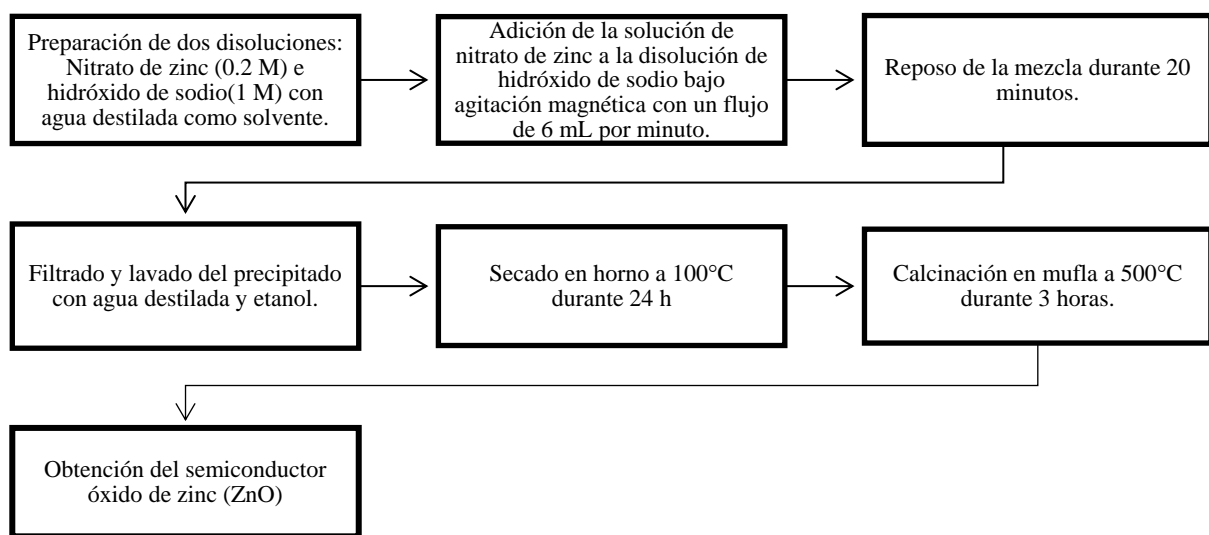 Preparación de dos disoluciones:
Nitrato de zinc (0.2 M) e
hidróxido de sodio(1 M) con
agua destilada como solvente.
Adición de la solución de
nitrato de zinc a la disolución de
hidróxido de sodio bajo
agitación magnética con un flujo
de 6 mL por minuto.
Reposo de la mezcla durante 20
minutos.
Filtrado y lavado del precipitado
con agua destilada y etanol.
Secado en horno a 100°C
durante 24 h
Calcinación en mufla a 500°C
durante 3 horas.
Obtención del semiconductor
óxido de zinc (ZnO)